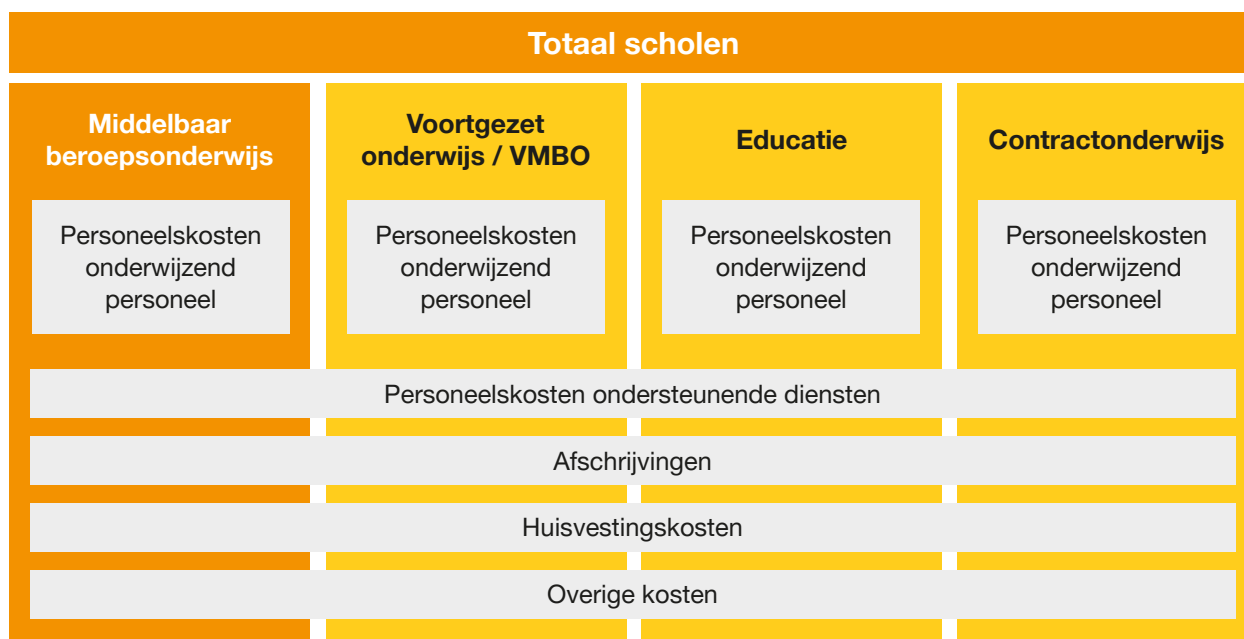 Totaal scholen
Middelbaar
beroepsonderwijs
Voortgezet
onderwijs / VMBO
Educatie
Contractonderwijs
Personeelskosten
onderwijzend
personeel
Personeelskosten
onderwijzend
personeel
Personeelskosten
onderwijzend
personeel
Personeelskosten
onderwijzend
personeel
Personeelskosten ondersteunende diensten
Afschrijvingen
Huisvestingskosten
Overige kosten